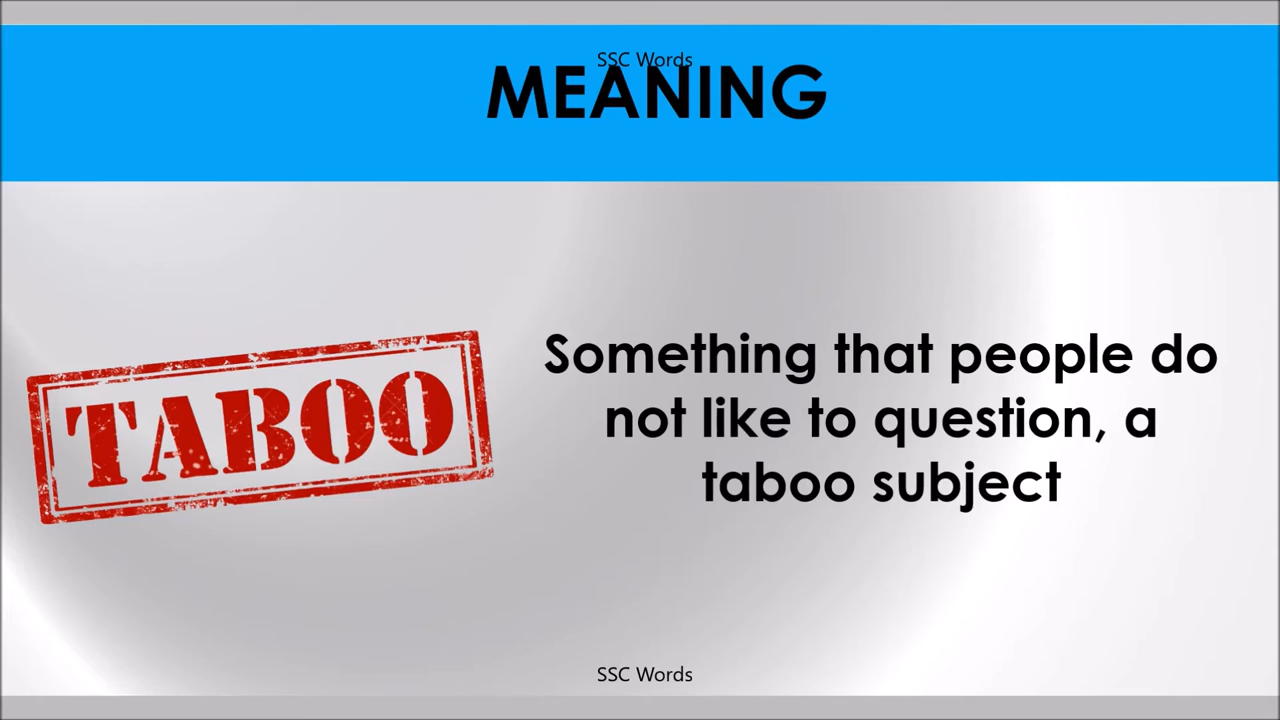 SSC Words
MEANING
TABOO
Something that people do
not like to question, a
taboo subject
SSC Words